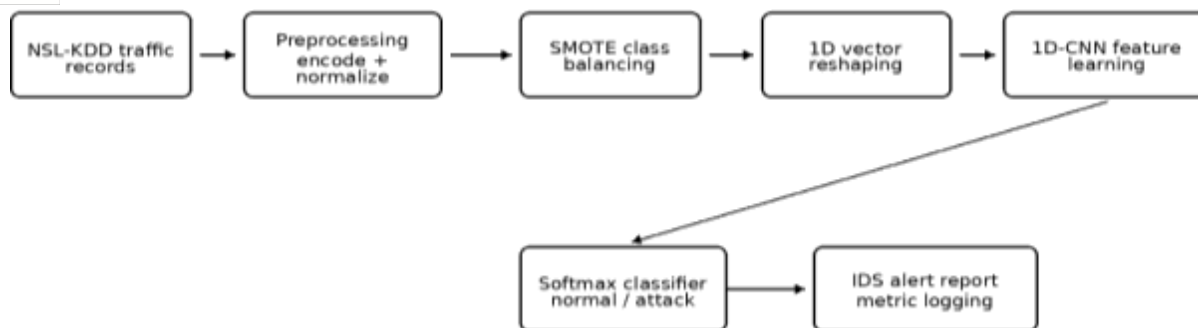 NSL-KDD traffic
records
Preprocessing
encode +
normalize
SMOTE class
balancing
1D vector
reshaping
1D-CNN feature
learning
Softmax classifier
normal / attack
IDS alert report
metric logging